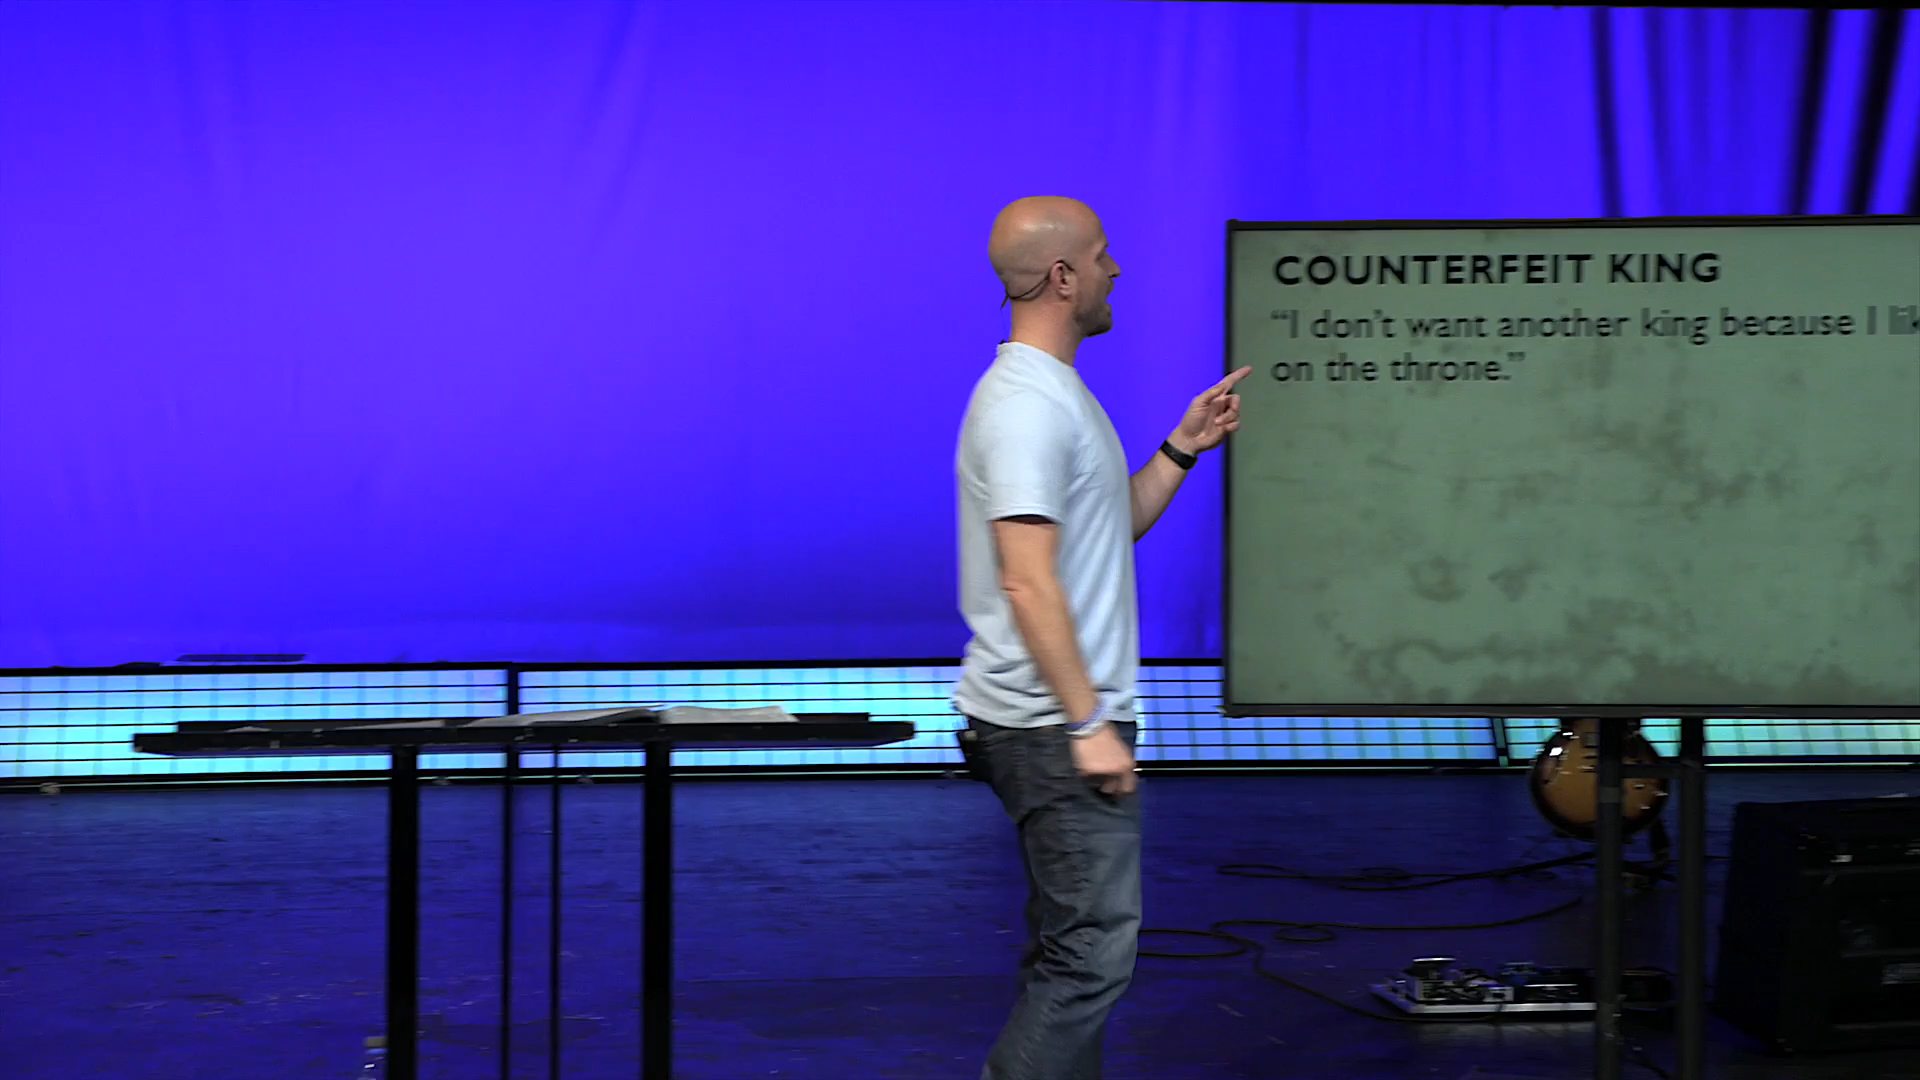 COUNTERFEIT KING
“I don’t want another king because I
on the throne.”